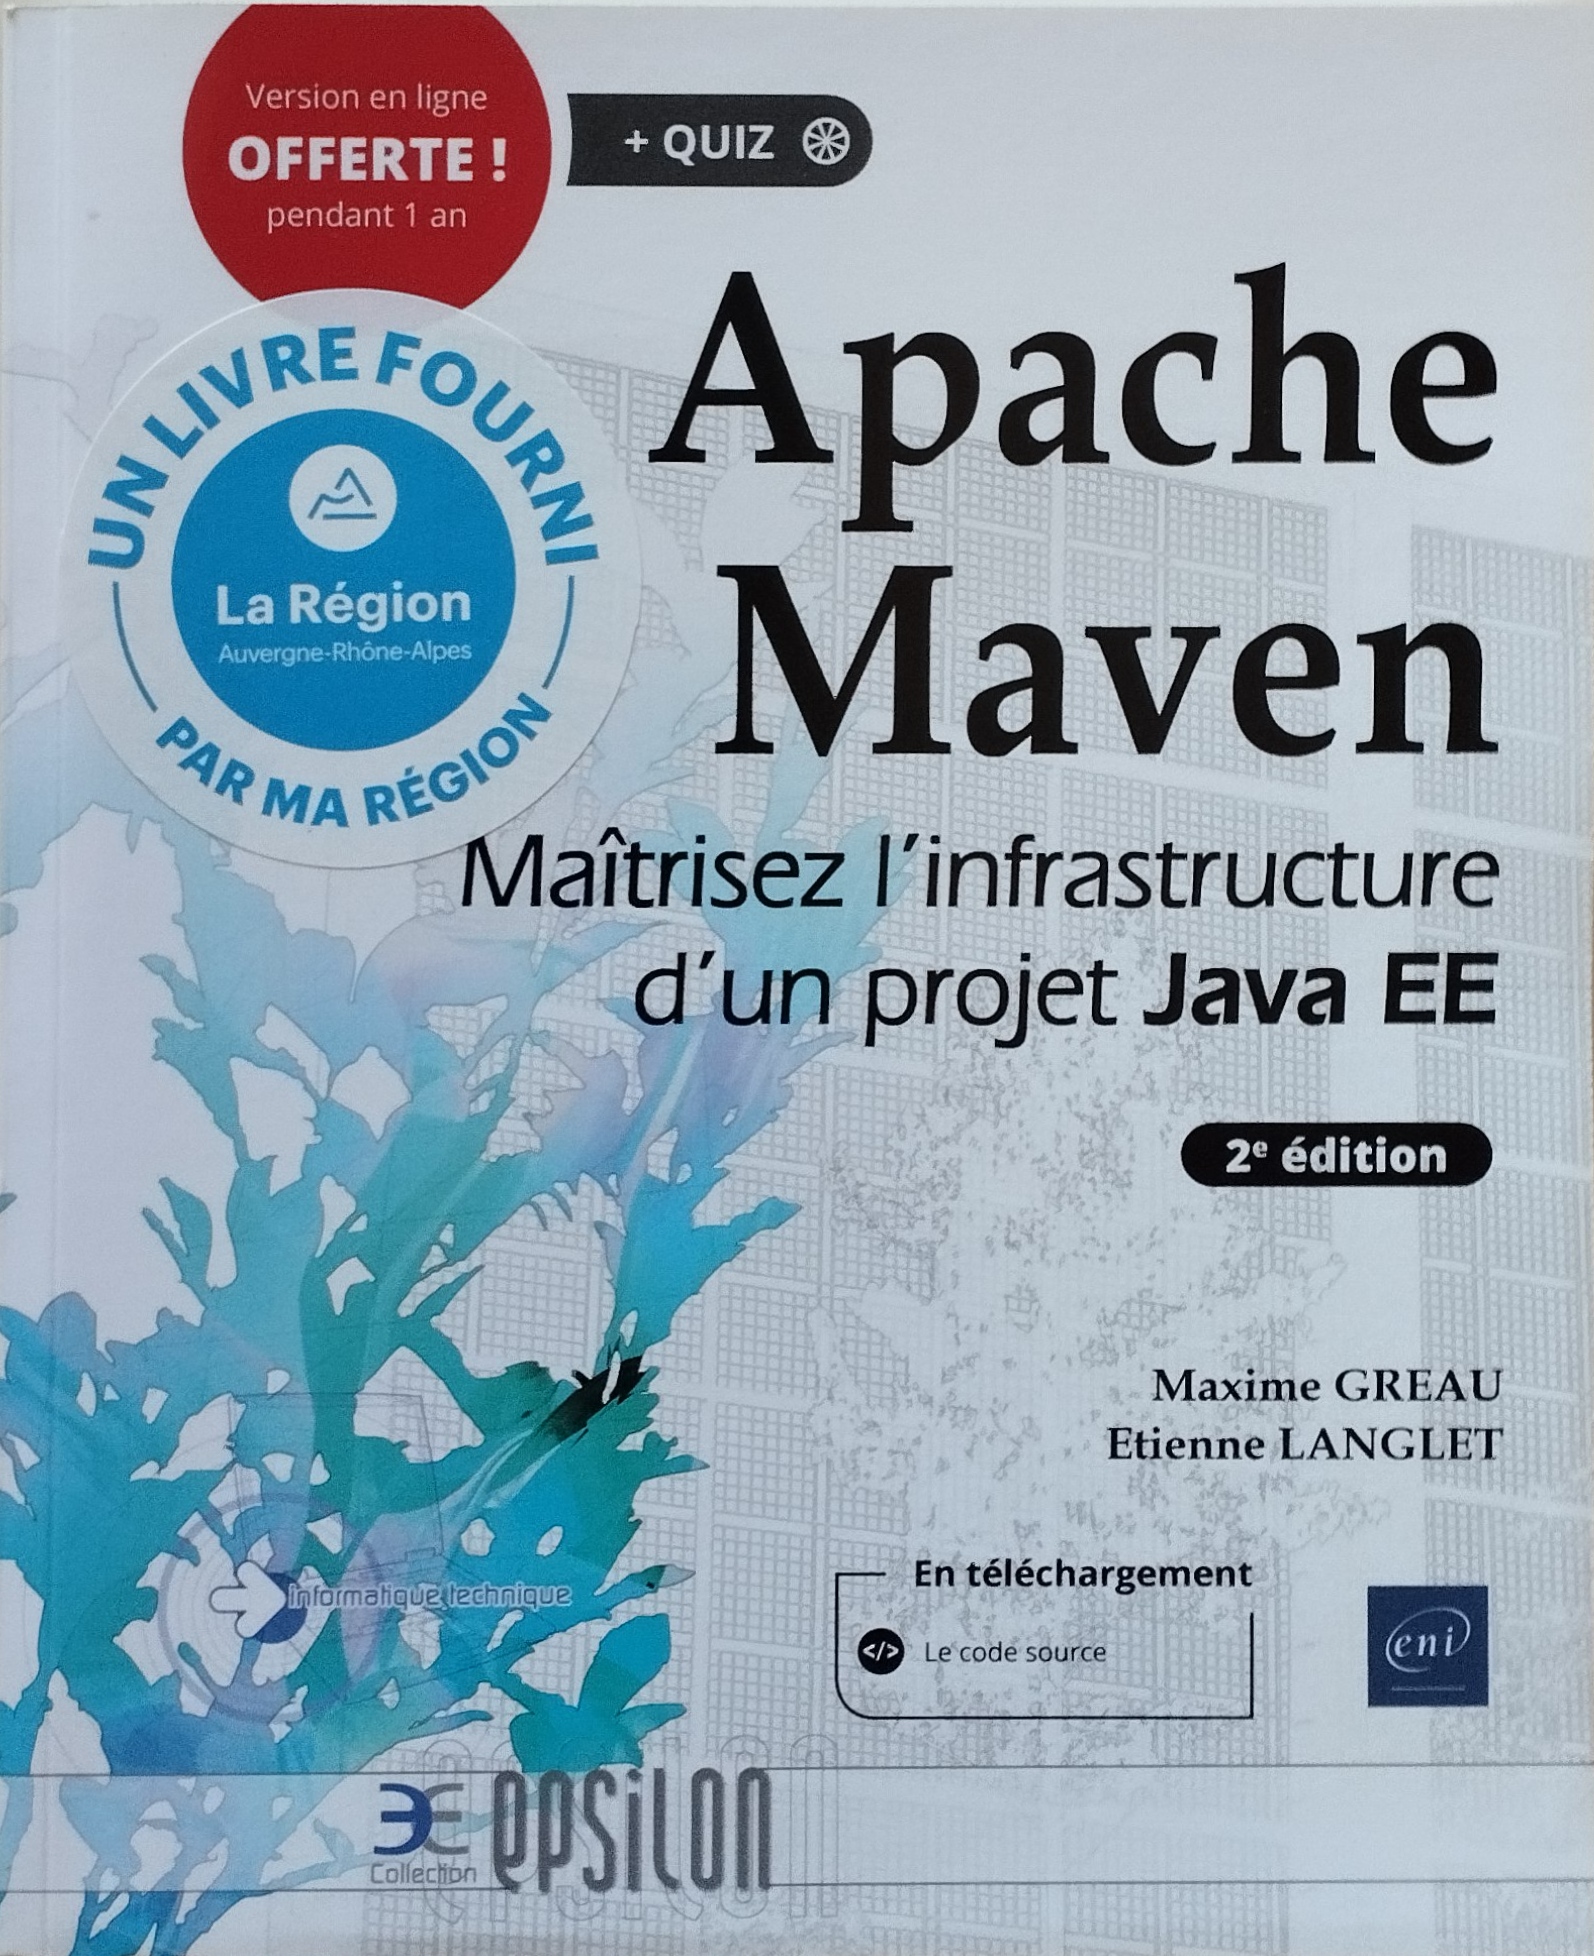 Version en ligne
OFFERTE !
pendant 1 an
+ QUIZ
UN LIVRE FOURNI
La Région
Auvergne-Rhône-Alpes
PAR MA RÉGION
Apache
Maven
Maîtrisez l'infrastructure
d'un projet Java EE
2e édition
Maxime GREAU
Etienne LANGLET
En téléchargement
</> Le code source
informatique technique
eni
Collection epsilon